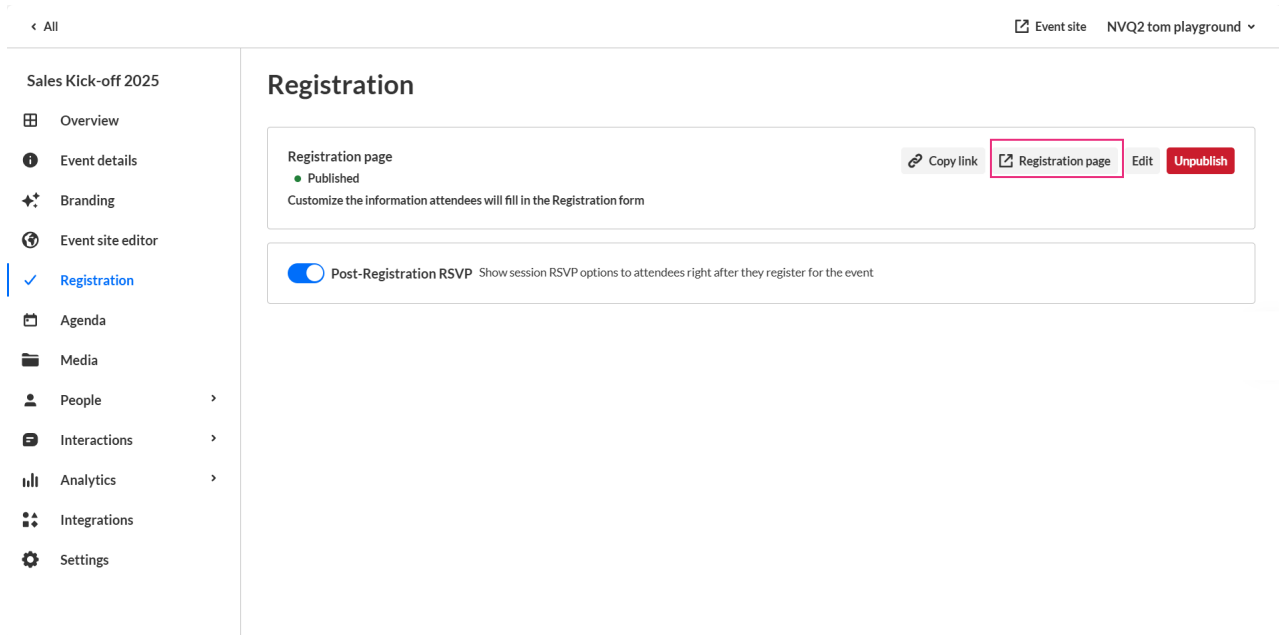 All
Event site
NVQ2 tom playground
Sales Kick-off 2025
Overview
Event details
Branding
Event site editor
Registration
Agenda
Media
People
Interactions
Analytics
Integrations
Settings
Registration
Registration page
Published
Customize the information attendees will fill in the Registration form
Copy link
Registration page
Edit
Unpublish
Post-Registration RSVP Show session RSVP options to attendees right after they register for the event